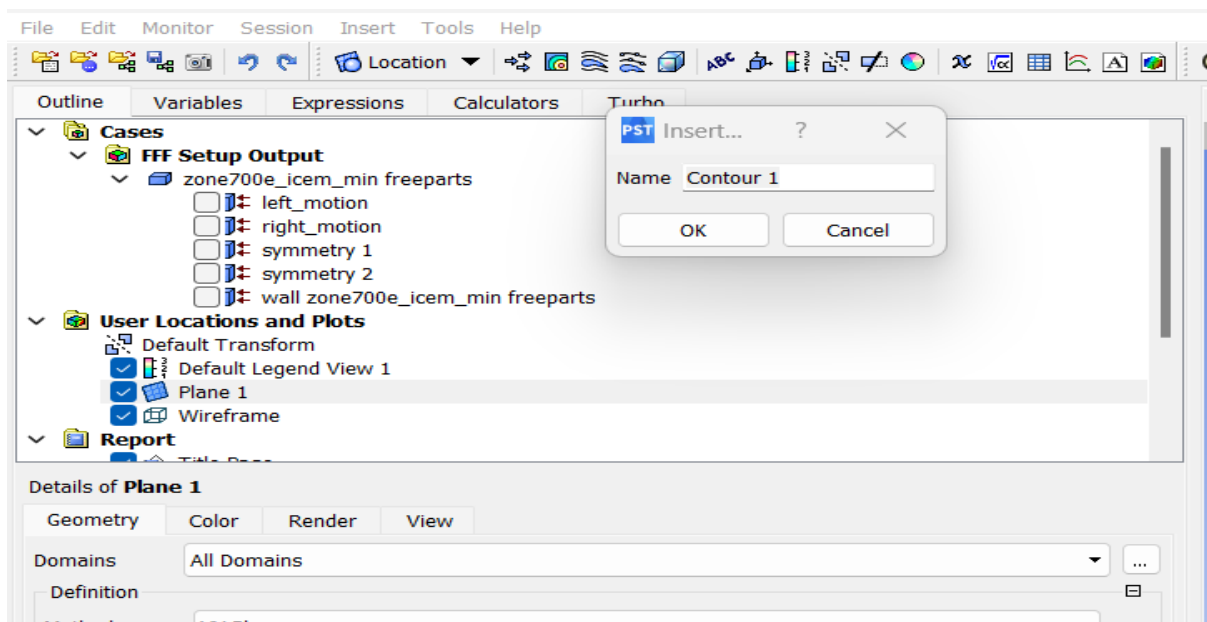 File Edit Monitor Session Insert Tools Help
Location
Outline Variables Expressions Calculators Turbo
PST Insert... ? 
Name Contour 1
OK Cancel
Cases
FFF Setup Output
zone700e_icem_min freeparts
left_motion
right_motion
symmetry 1
symmetry 2
wall zone700e_icem_min freeparts
User Locations and Plots
Default Transform
Default Legend View 1
Plane 1
Wireframe
Report
Title Page
Details of Plane 1
Geometry Color Render View
Domains All Domains ...
Definition